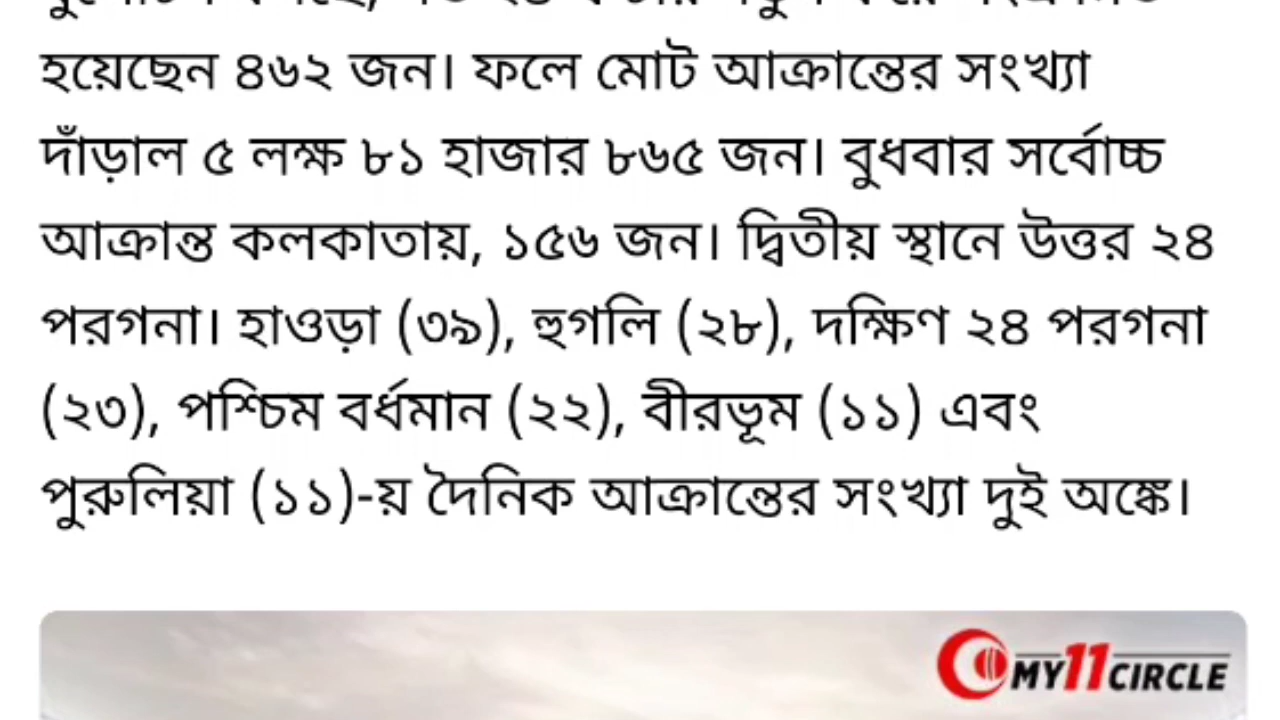 হয়েছেন ৪৬২ জন। ফলে মোট আক্রান্তের সংখ্যা
দাঁড়াল ৫ লক্ষ ৮১ হাজার ৮৬৫ জন। বুধবার সর্বোচ্চ
আক্রান্ত কলকাতায়, ১৫৬ জন। দ্বিতীয় স্থানে উত্তর ২৪
পরগনা। হাওড়া (৩৯), হুগলি (২৮), দক্ষিণ ২৪ পরগনা
(২৩), পশ্চিম বর্ধমান (২২), বীরভূম (১১) এবং
পুরুলিয়া (১১)-য় দৈনিক আক্রান্তের সংখ্যা দুই অঙ্কে।
MY11CIRCLE